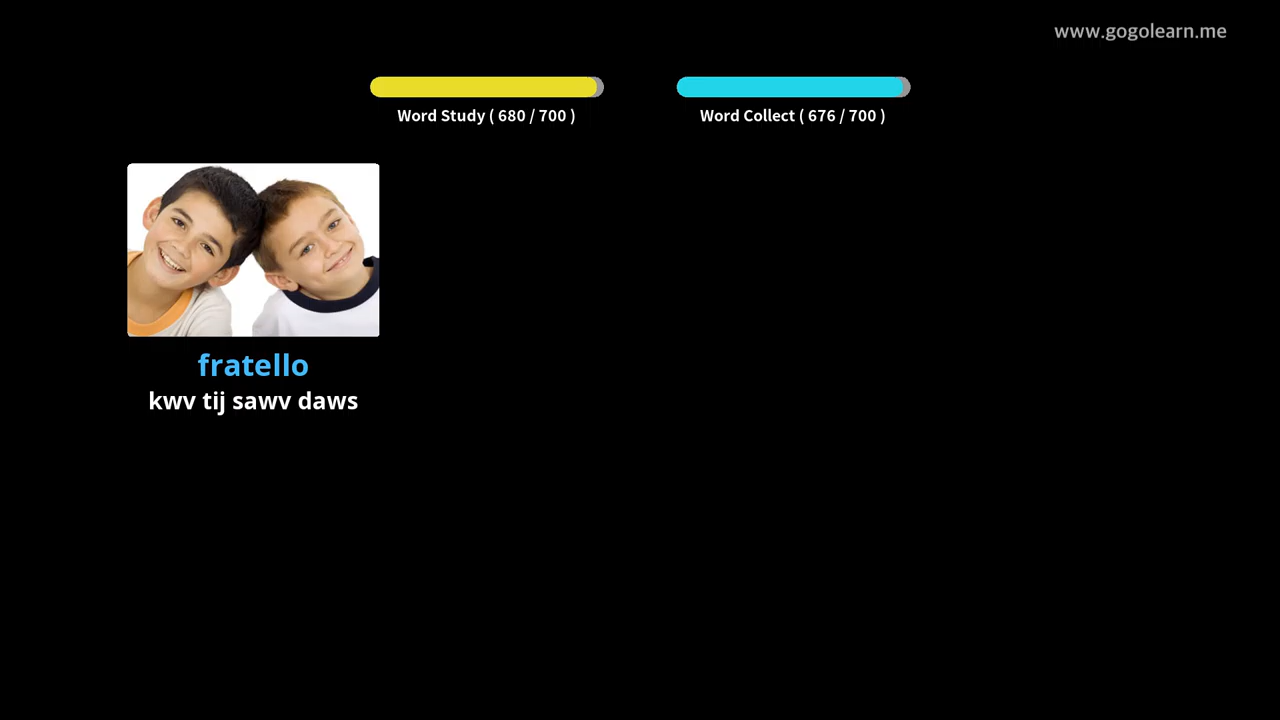 www.gogolearn.me
Word Study ( 680 / 700 )
Word Collect ( 676 / 700 )
fratello
kwv tij sawv daws